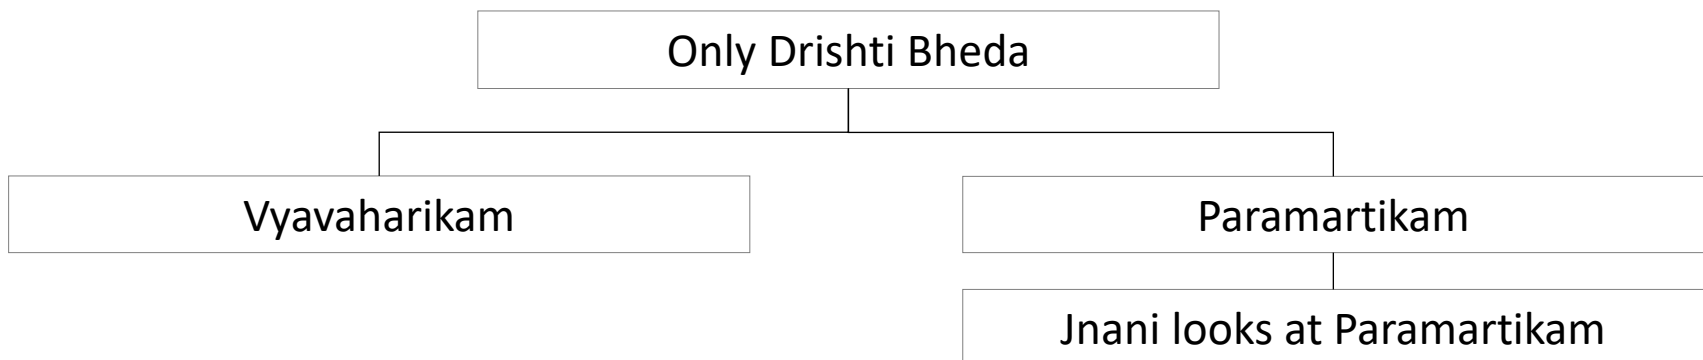 Only Drishti Bheda
Vyavaharikam
Paramartikam
Jnani looks at Paramartikam